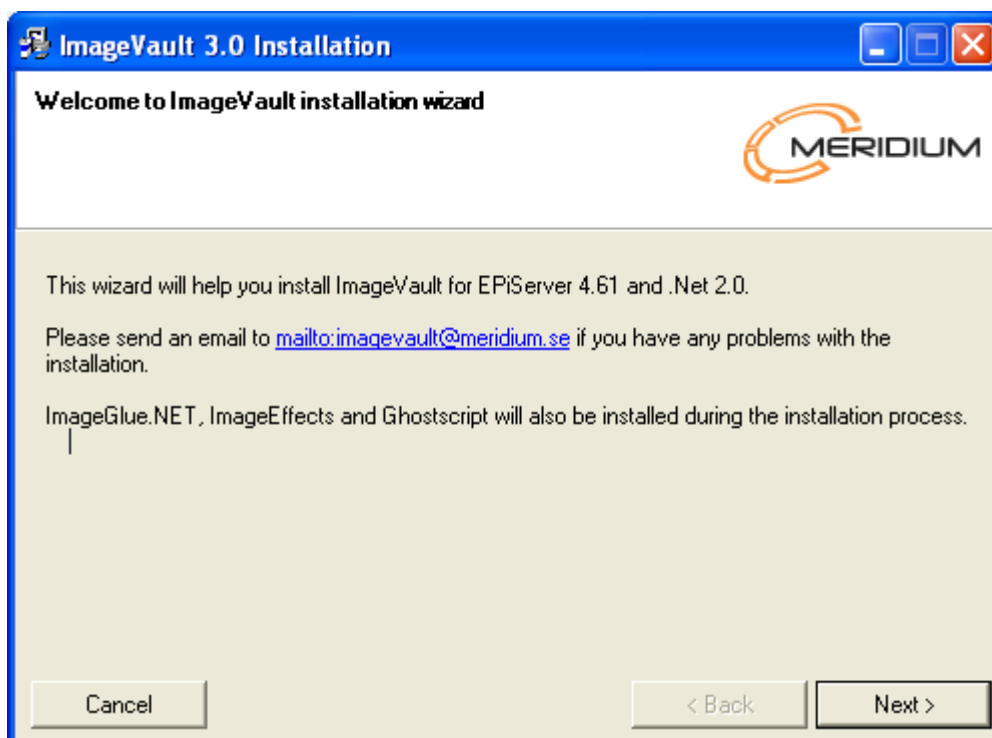 ImageVault 3.0 Installation
Welcome to ImageVault installation wizard
MERIDIUM
This wizard will help you install ImageVault for EPiServer 4.61 and .Net 2.0.
Please send an email to mailto:imagevault@meridium.se if you have any problems with the
installation.
ImageGlue.NET, ImageEffects and Ghostscript will also be installed during the installation process.
Cancel
< Back
Next >